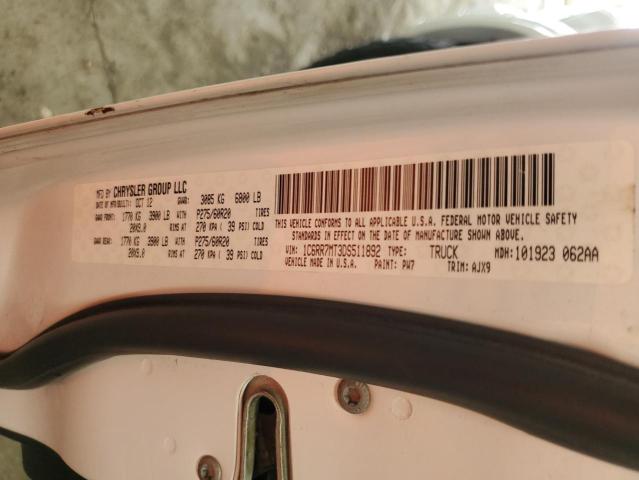 MFD BY CHRYSLER GROUP LLC
DATE OF MFR/BUILT: OCT 12 GVWR: 3085 KG 6800 LB
GAWR FRONT: 1770 KG 3900 LB WITH P275/60R20 TIRES
20X9.0 RIMS AT 270 KPA ( 39 PSI) COLD
GAWR REAR: 1770 KG 3900 LB WITH P275/60R20 TIRES
20X9.0 RIMS AT 270 KPA ( 39 PSI) COLD
THIS VEHICLE CONFORMS TO ALL APPLICABLE U.S.A. FEDERAL MOTOR VEHICLE SAFETY
STANDARDS IN EFFECT ON THE DATE OF MANUFACTURE SHOWN ABOVE.
VIN: 1C6RR7MT3DS511892 TYPE: TRUCK MDH: 101923 062AA
VEHICLE MADE IN U.S.A. PAINT: PW7 TRIM: AJX9